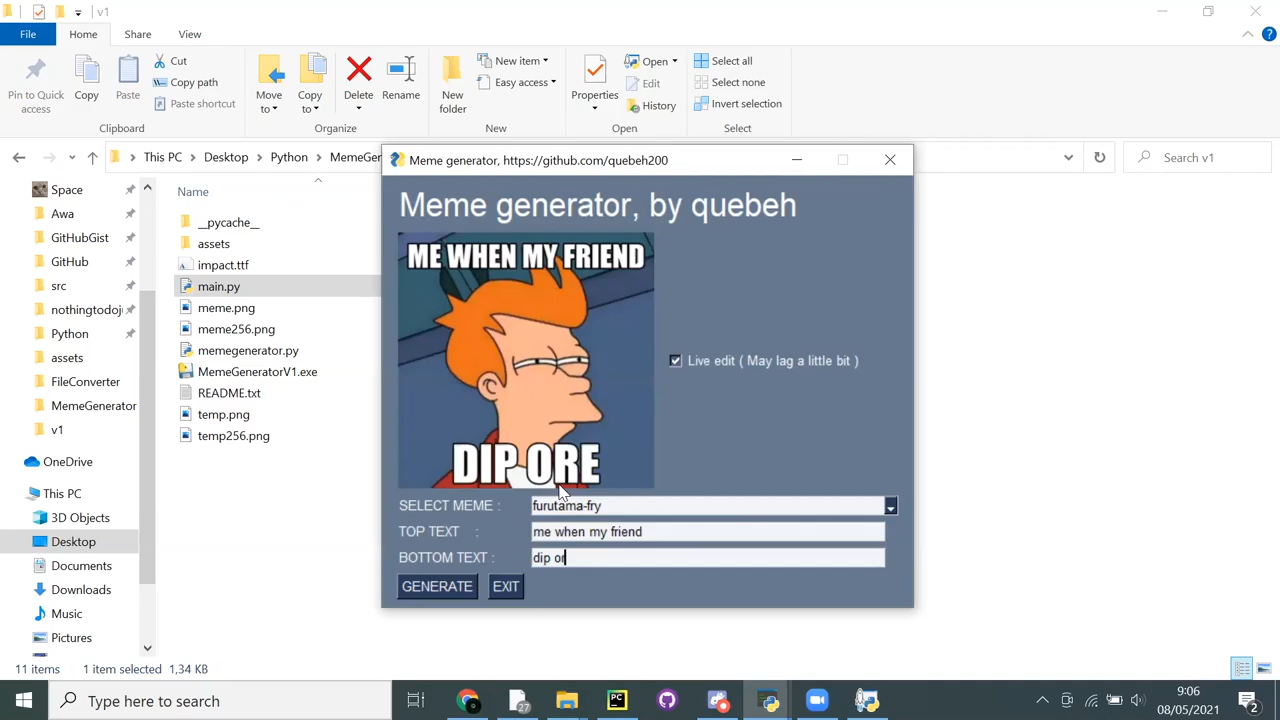 v1
File Home Share View
Pin to Quick access
Copy
Paste
Cut
Copy path
Paste shortcut
Clipboard
Move to
Copy to
Delete
Rename
Organize
New folder
New item
Easy access
New
Properties
Open
Edit
History
Open
Select all
Select none
Invert selection
Select
This PC > Desktop > Python > MemeGer
Search v1
Space
Awa
GitHubGist
GitHub
src
nothingtodoj
Python
assets
FileConverter
MemeGenerator
v1
OneDrive
This PC
3D Objects
Desktop
Documents
Downloads
Music
Pictures
Name
__pycache__
assets
impact.ttf
main.py
meme.png
meme256.png
memegenerator.py
MemeGeneratorV1.exe
README.txt
temp.png
temp256.png
Meme generator, https://github.com/quebeh200
Meme generator, by quebeh
ME WHEN MY FRIEND
DIP ORE
Live edit ( May lag a little bit )
SELECT MEME : furutama-fry
TOP TEXT : me when my friend
BOTTOM TEXT : dip or
GENERATE EXIT
11 items 1 item selected 1,34 KB
Type here to search
27
PC
9:06
08/05/2021
2